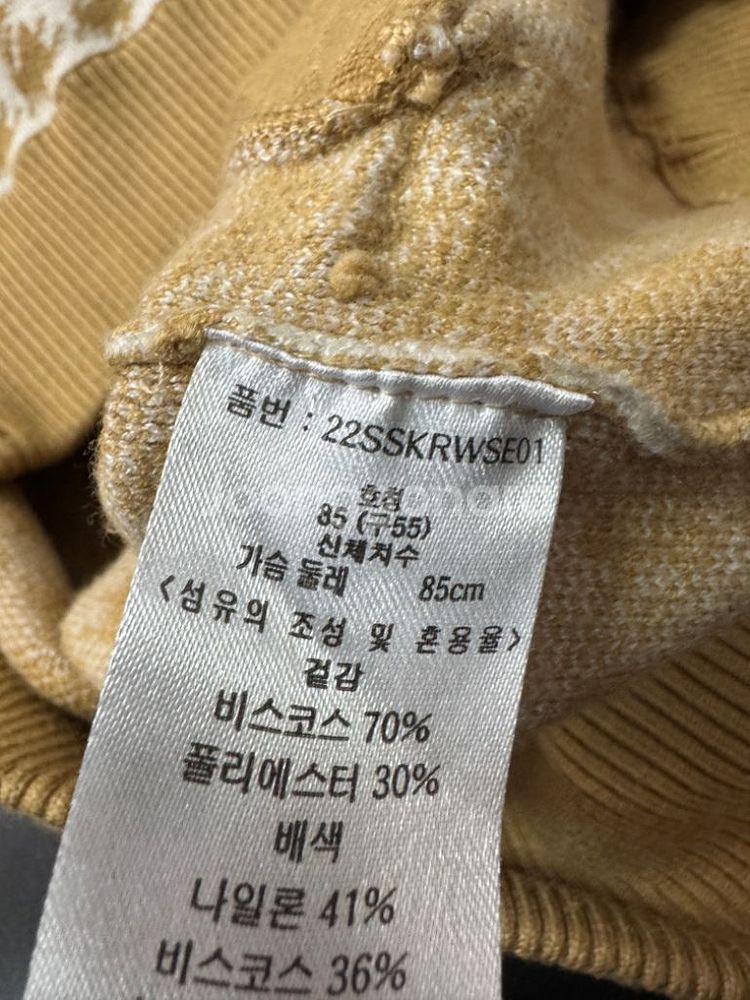 품번 : 22SSKRWSE01
호칭
85 (구55)
신체치수
가슴 둘레 85cm
<섬유의 조성 및 혼용율>
겉감
비스코스 70%
폴리에스터 30%
배색
나일론 41%
비스코스 36%